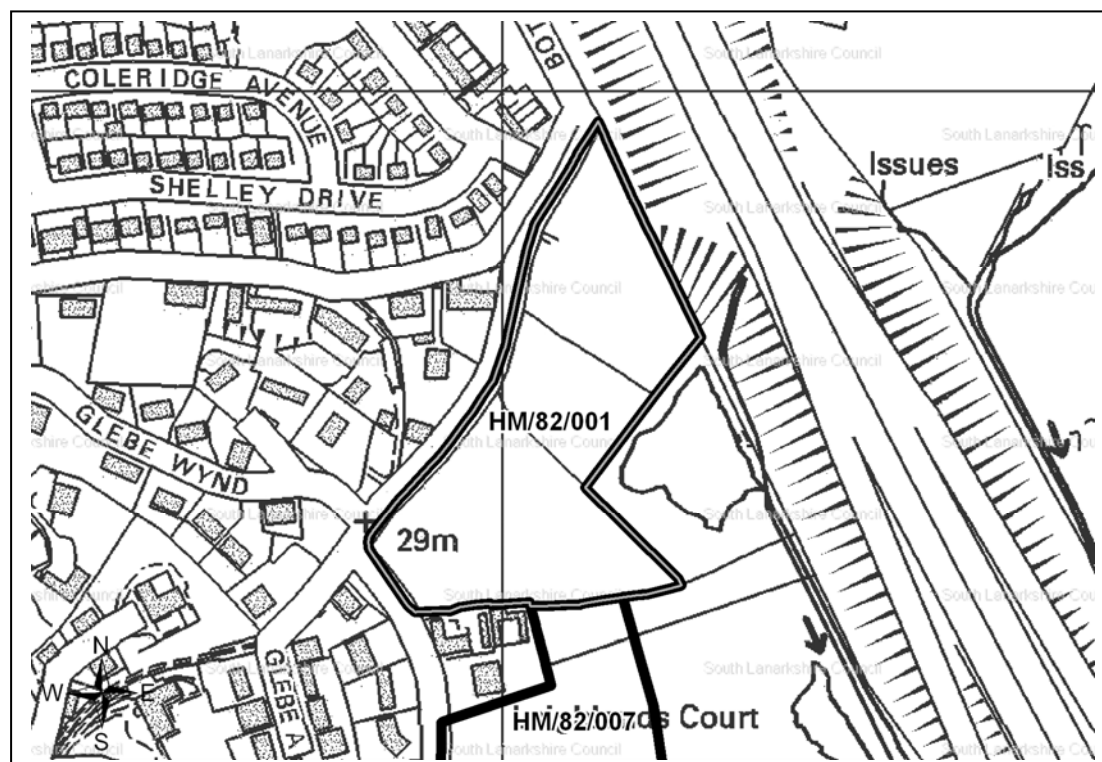 South Lanarkshire Council
BOT
COLERIDGE AVENUE
SHELLEY DRIVE
Issues
Iss
GLEBE WYND
HM/82/001
29m
N
W E
S
GLEBE A
HM/82/007
Court